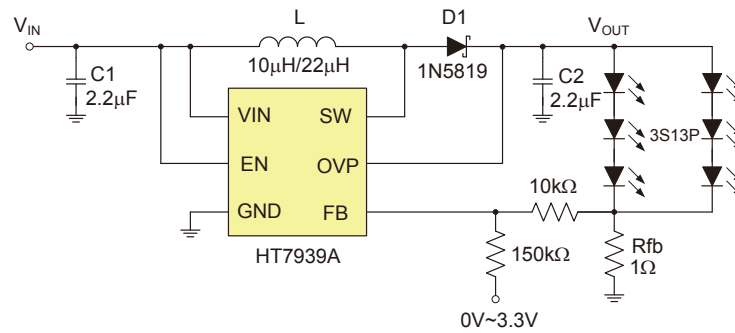 VIN
L
D1
VOUT
C1
2.2μF
10μH/22μH
1N5819
C2
2.2μF
VIN
SW
3S13P
EN
OVP
10kΩ
GND
FB
150kΩ
Rfb
1Ω
HT7939A
0V~3.3V